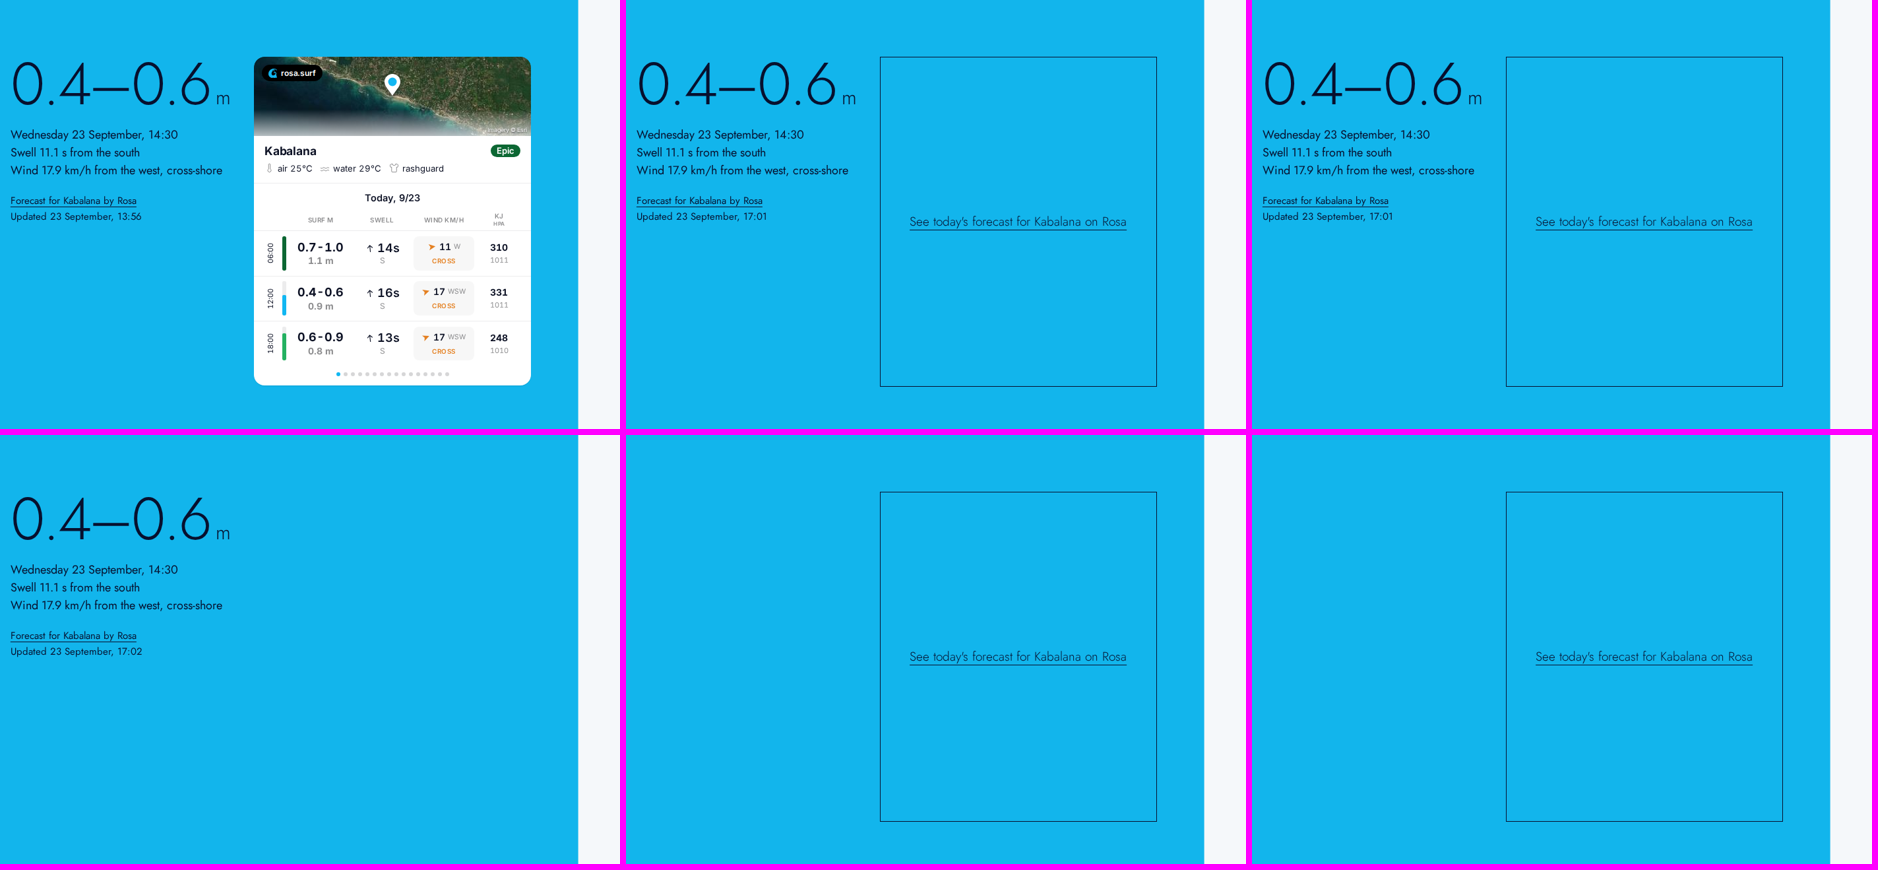 0.4–0.6 m
Wednesday 23 September, 14:30
Swell 11.1 s from the south
Wind 17.9 km/h from the west, cross-shore
Forecast for Kabalana by Rosa
Updated 23 September, 13:56
rosa.surf
Imagery © Esri
Kabalana
Epic
air 25°C water 29°C rashguard
Today, 9/23
SURF M SWELL WIND KM/H KJ
HPA
06:00
0.7-1.0 ↑ 14s 11 W 310
1.1 m S CROSS 1011
12:00
0.4-0.6 ↑ 16s 17 WSW 331
0.9 m S CROSS 1011
18:00
0.6-0.9 ↑ 13s 17 WSW 248
0.8 m S CROSS 1010
0.4–0.6 m
Wednesday 23 September, 14:30
Swell 11.1 s from the south
Wind 17.9 km/h from the west, cross-shore
Forecast for Kabalana by Rosa
Updated 23 September, 17:01
See today's forecast for Kabalana on Rosa
0.4–0.6 m
Wednesday 23 September, 14:30
Swell 11.1 s from the south
Wind 17.9 km/h from the west, cross-shore
Forecast for Kabalana by Rosa
Updated 23 September, 17:01
See today's forecast for Kabalana on Rosa
0.4–0.6 m
Wednesday 23 September, 14:30
Swell 11.1 s from the south
Wind 17.9 km/h from the west, cross-shore
Forecast for Kabalana by Rosa
Updated 23 September, 17:02
See today's forecast for Kabalana on Rosa
See today's forecast for Kabalana on Rosa